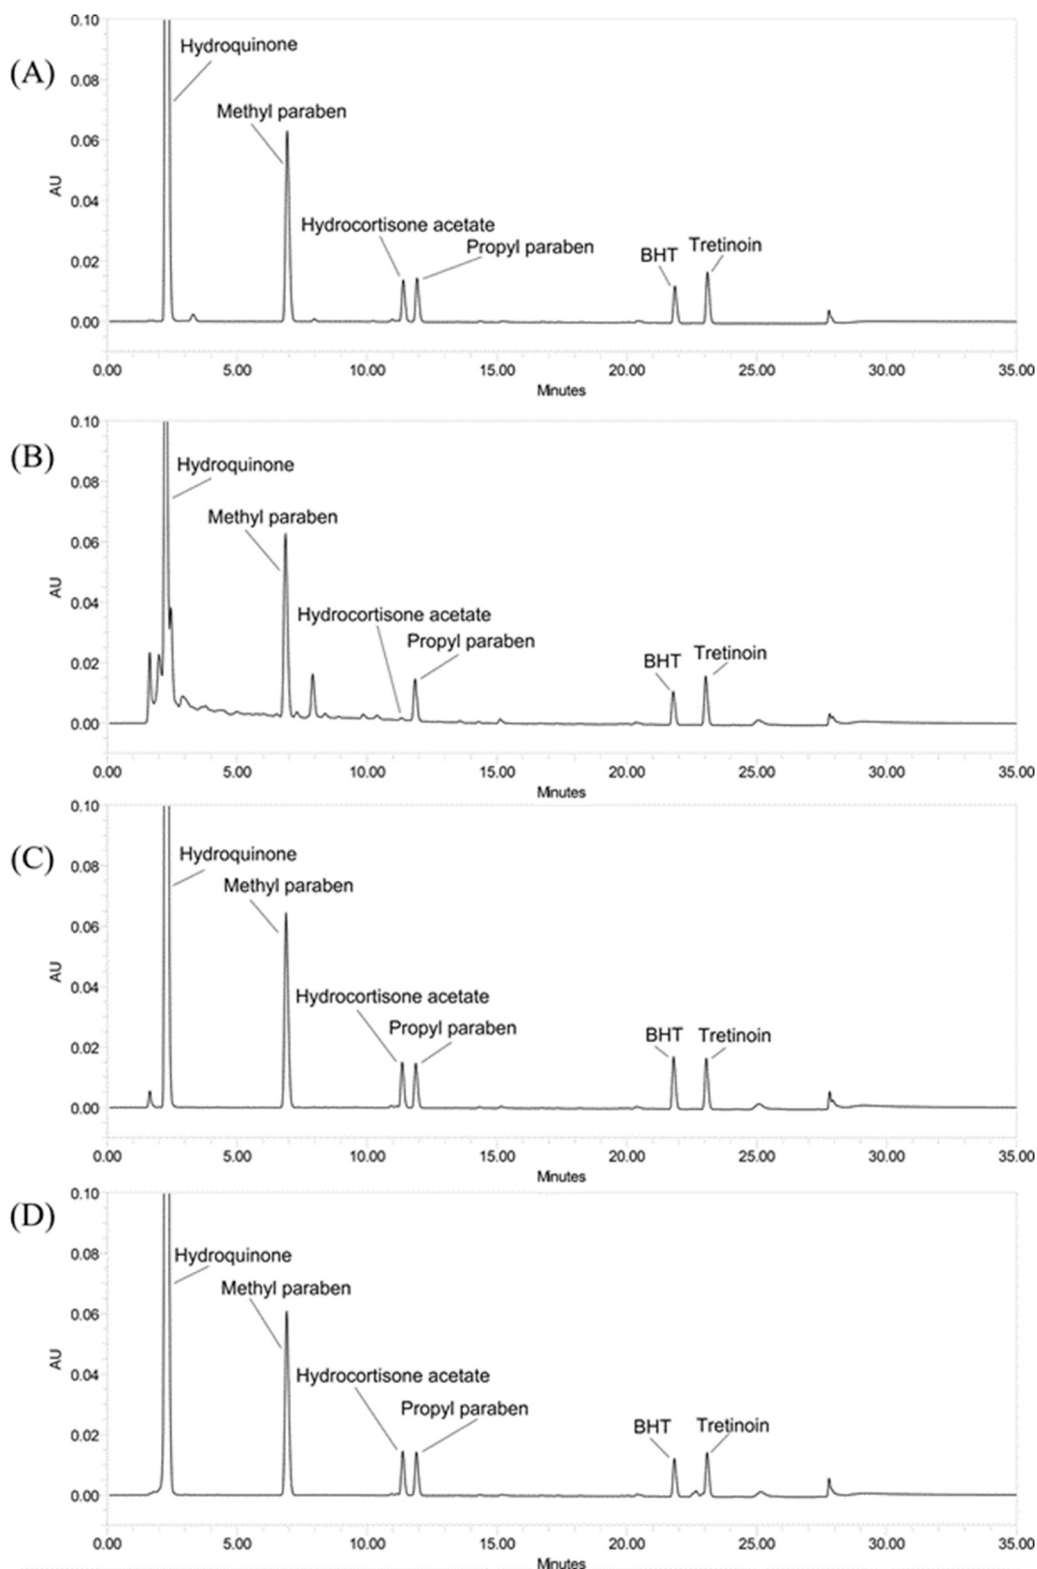 (A)
0.10
Hydroquinone
0.08
Methyl paraben
0.06
AU
0.04
Hydrocortisone acetate
Propyl paraben
BHT Tretinoin
0.02
0.00
0.00 5.00 10.00 15.00 20.00 25.00 30.00 35.00
Minutes
(B)
0.10
Hydroquinone
0.08
Methyl paraben
0.06
AU
0.04
Hydrocortisone acetate
Propyl paraben
BHT Tretinoin
0.02
0.00
0.00 5.00 10.00 15.00 20.00 25.00 30.00 35.00
Minutes
(C)
0.10
Hydroquinone
0.08
Methyl paraben
0.06
AU
0.04
Hydrocortisone acetate
Propyl paraben
BHT Tretinoin
0.02
0.00
0.00 5.00 10.00 15.00 20.00 25.00 30.00 35.00
Minutes
(D)
0.10
Hydroquinone
0.08
Methyl paraben
0.06
AU
0.04
Hydrocortisone acetate
Propyl paraben
BHT Tretinoin
0.02
0.00
0.00 5.00 10.00 15.00 20.00 25.00 30.00 35.00
Minutes